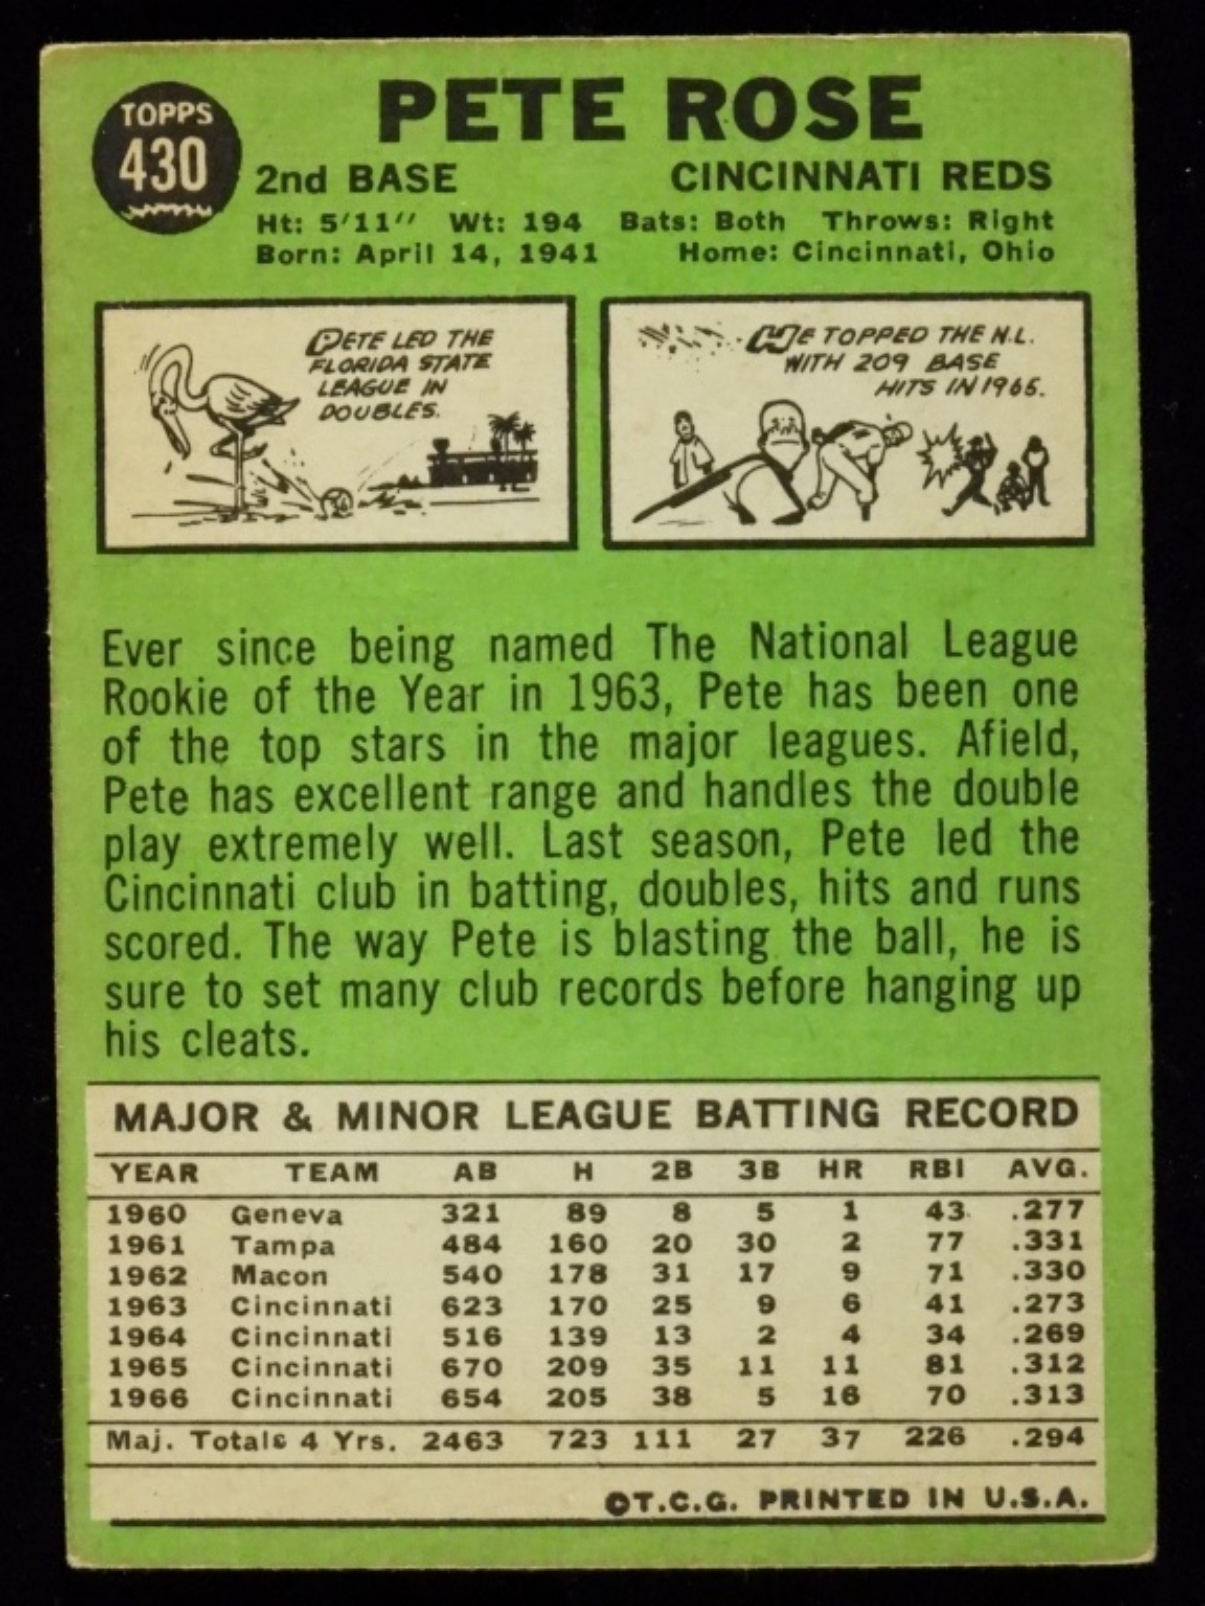 TOPPS
430
PETE ROSE
2nd BASE CINCINNATI REDS
Ht: 5'11" Wt: 194 Bats: Both Throws: Right
Born: April 14, 1941 Home: Cincinnati, Ohio
PETE LED THE
FLORIDA STATE
LEAGUE IN
DOUBLES.
HE TOPPED THE N.L.
WITH 209 BASE
HITS IN 1965.
Ever since being named The National League
Rookie of the Year in 1963, Pete has been one
of the top stars in the major leagues. Afield,
Pete has excellent range and handles the double
play extremely well. Last season, Pete led the
Cincinnati club in batting, doubles, hits and runs
scored. The way Pete is blasting the ball, he is
sure to set many club records before hanging up
his cleats.
MAJOR & MINOR LEAGUE BATTING RECORD
YEAR TEAM AB H 2B 3B HR RBI AVG.
1960 Geneva 321 89 8 5 1 43 .277
1961 Tampa 484 160 20 30 2 77 .331
1962 Macon 540 178 31 17 9 71 .330
1963 Cincinnati 623 170 25 9 6 41 .273
1964 Cincinnati 516 139 13 2 4 34 .269
1965 Cincinnati 670 209 35 11 11 81 .312
1966 Cincinnati 654 205 38 5 16 70 .313
Maj. Totals 4 Yrs. 2463 723 111 27 37 226 .294
©T.C.G. PRINTED IN U.S.A.